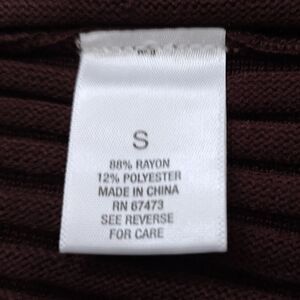 S
88% RAYON
12% POLYESTER
MADE IN CHINA
RN 67473
SEE REVERSE
FOR CARE